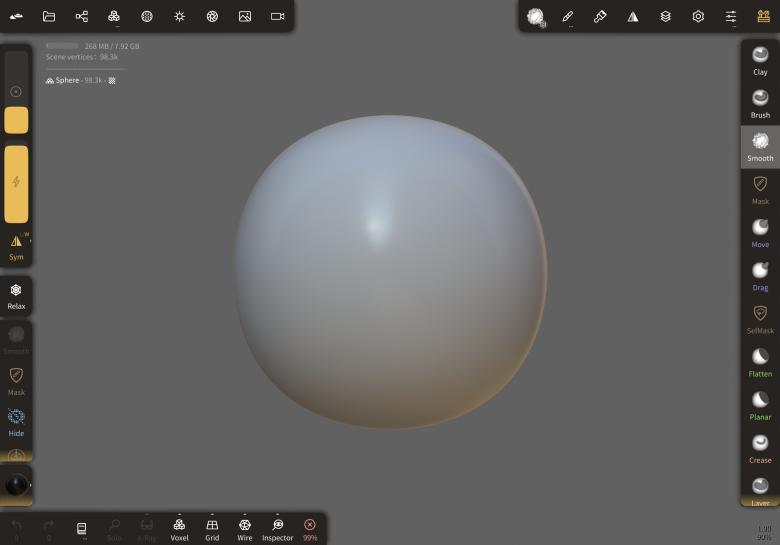 268 MB / 7.92 GB
Scene vertices: 98.3k
Sphere - 98.3k -
L/W
Sym
Relax
Smooth
Mask
Hide
Clay
Brush
Smooth
Mask
Move
Drag
SelMask
Flatten
Planar
Crease
Layer
0
0
Solo
X-Ray
Voxel
Grid
Wire
Inspector
99%
1.00
90%